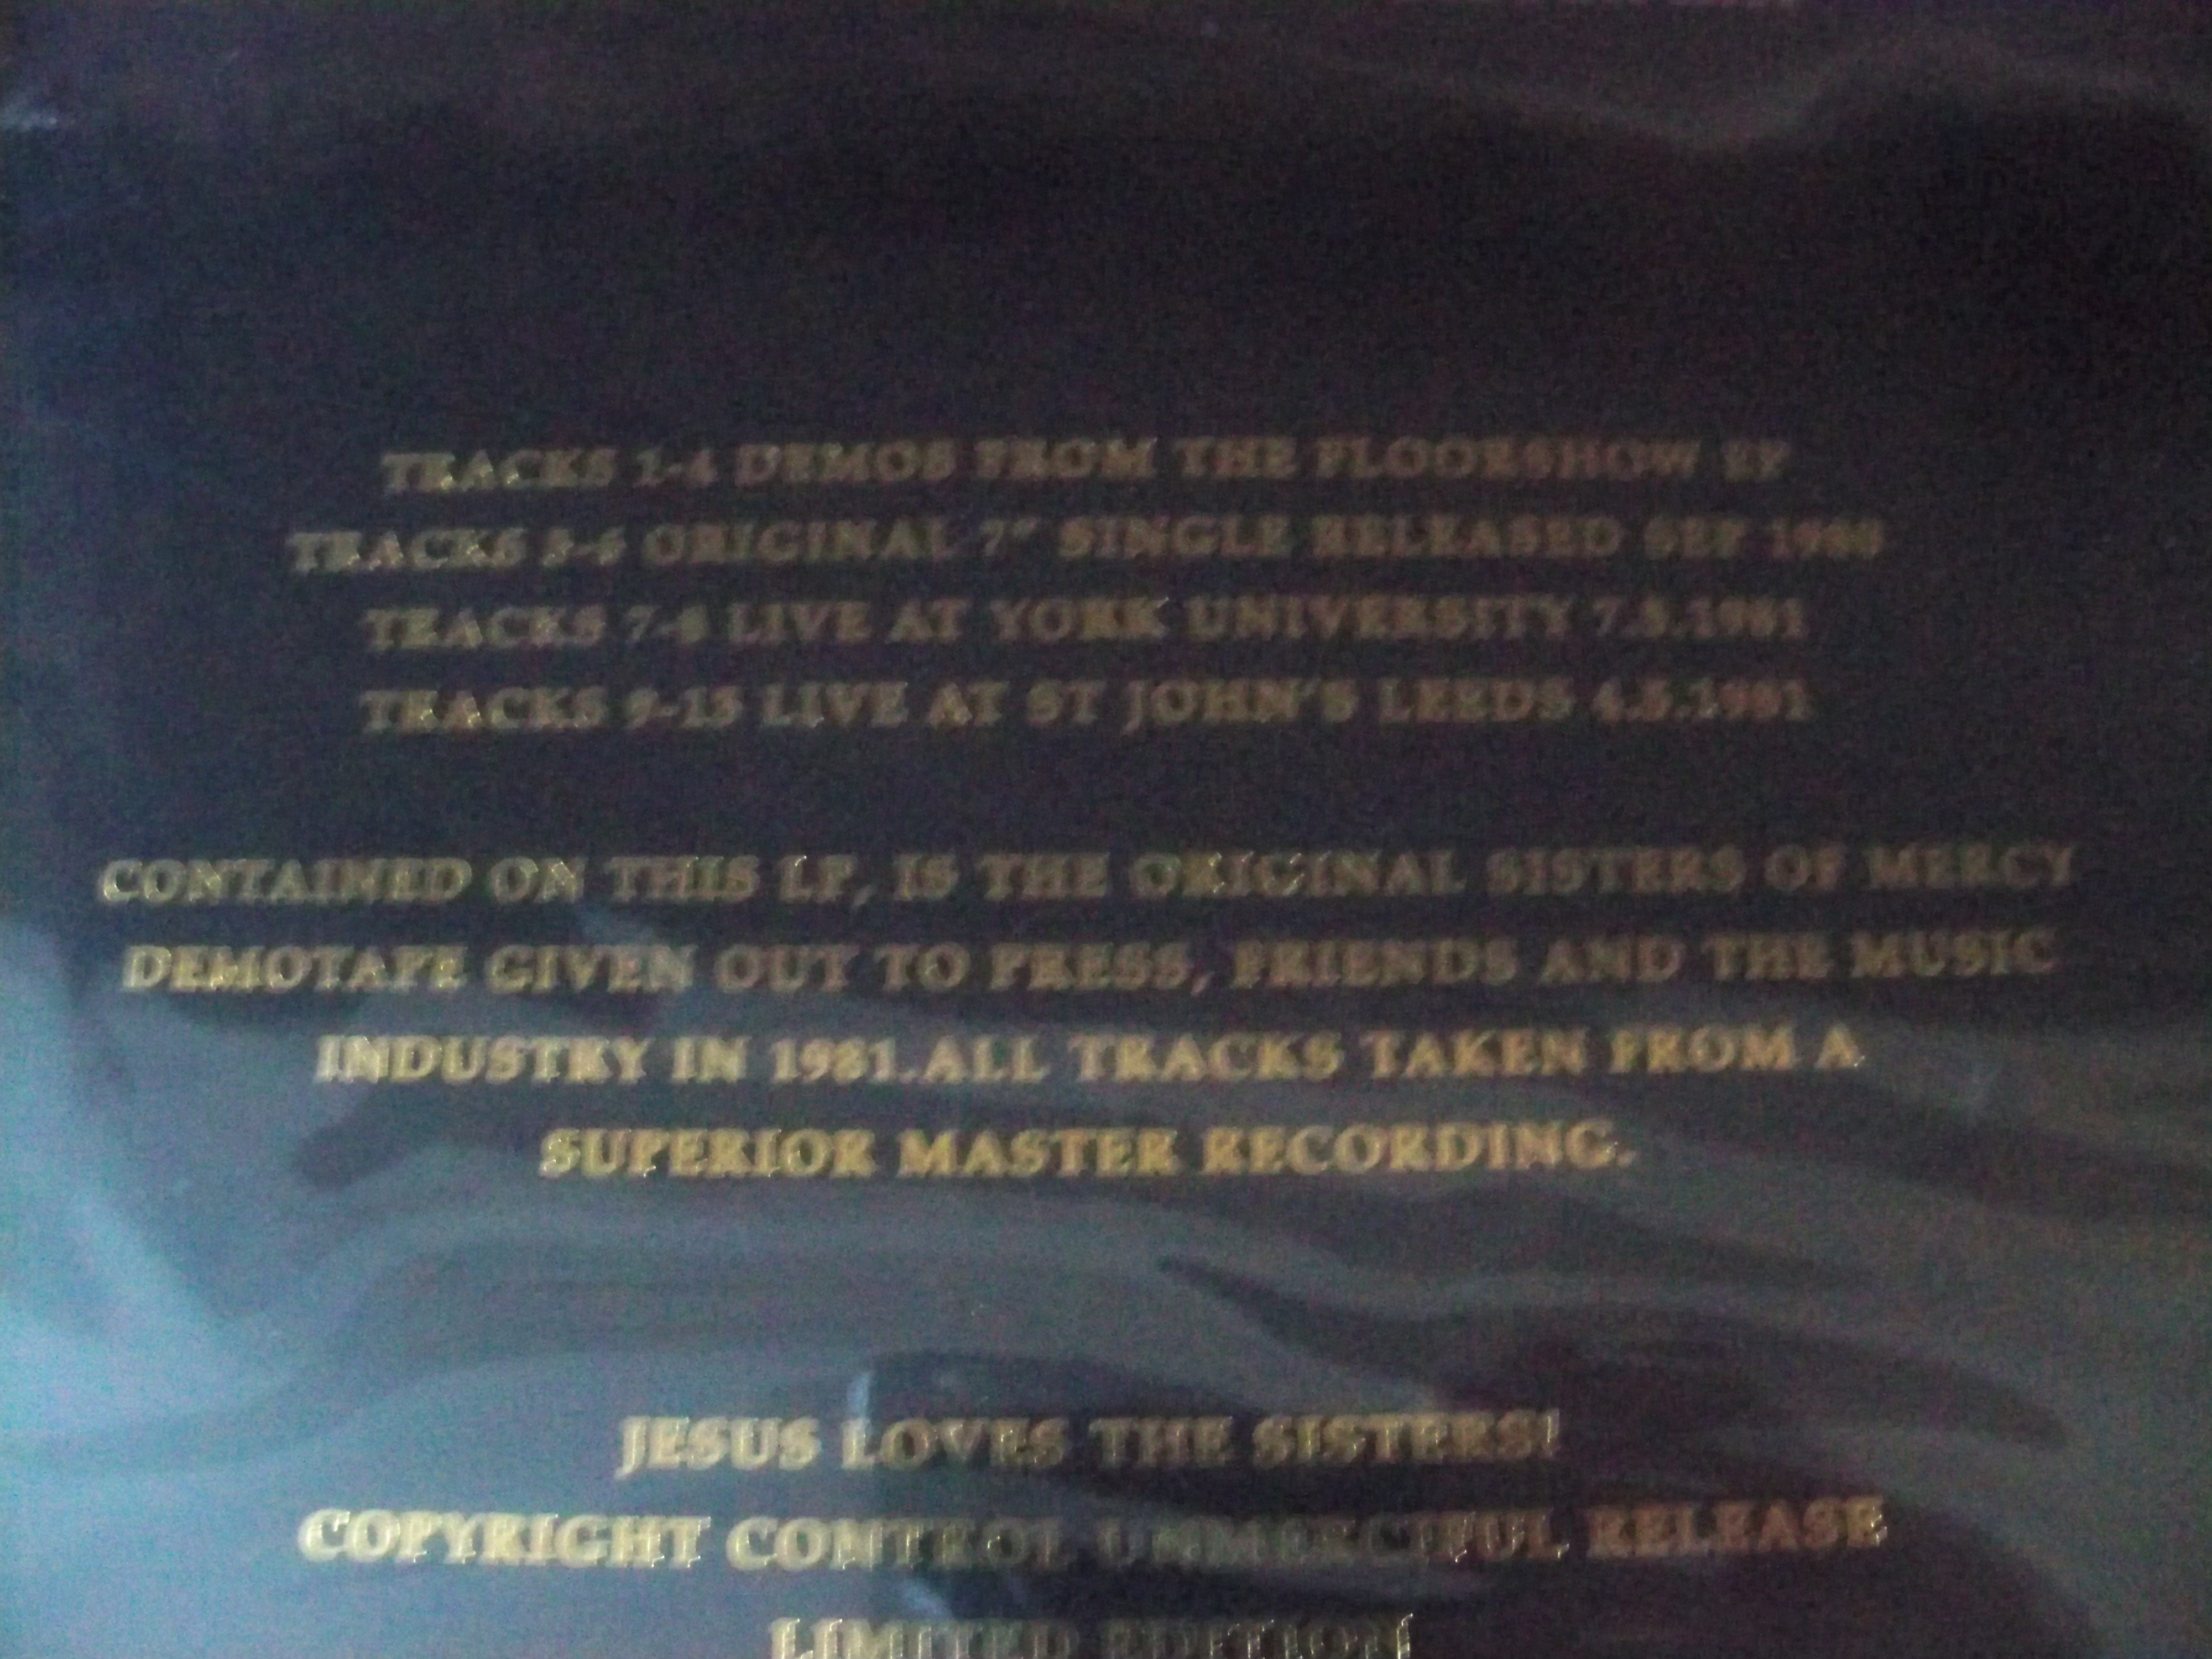 TRACKS 1-4 DEMOS FROM THE FLOORSHOW EP
TRACKS 5-6 ORIGINAL 7" SINGLE RELEASED SEP 1980
TRACKS 7-8 LIVE AT YORK UNIVERSITY 7.5.1981
TRACKS 9-15 LIVE AT ST JOHN'S LEEDS 4.5.1981
CONTAINED ON THIS LP, IS THE ORIGINAL SISTERS OF MERCY
DEMOTAPE GIVEN OUT TO PRESS, FRIENDS AND THE MUSIC
INDUSTRY IN 1981.ALL TRACKS TAKEN FROM A
SUPERIOR MASTER RECORDING.
JESUS LOVES THE SISTERS!
COPYRIGHT CONTROL UNMERCIFUL RELEASE
LIMITED EDITION